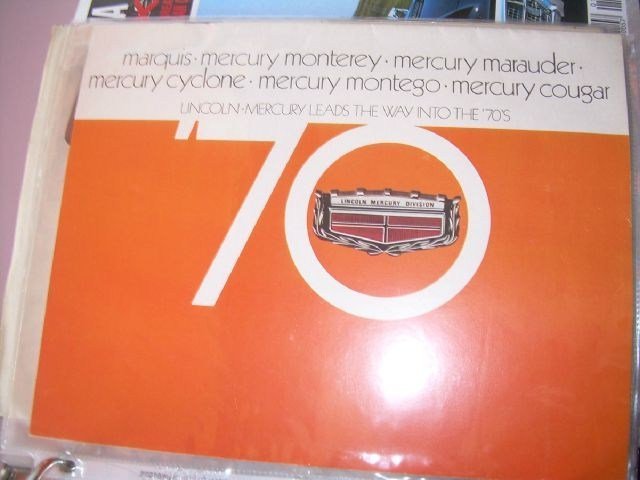 marquis · mercury monterey · mercury marauder ·
mercury cyclone · mercury montego · mercury cougar
LINCOLN·MERCURY LEADS THE WAY INTO THE '70'S
'70
LINCOLN MERCURY DIVISION